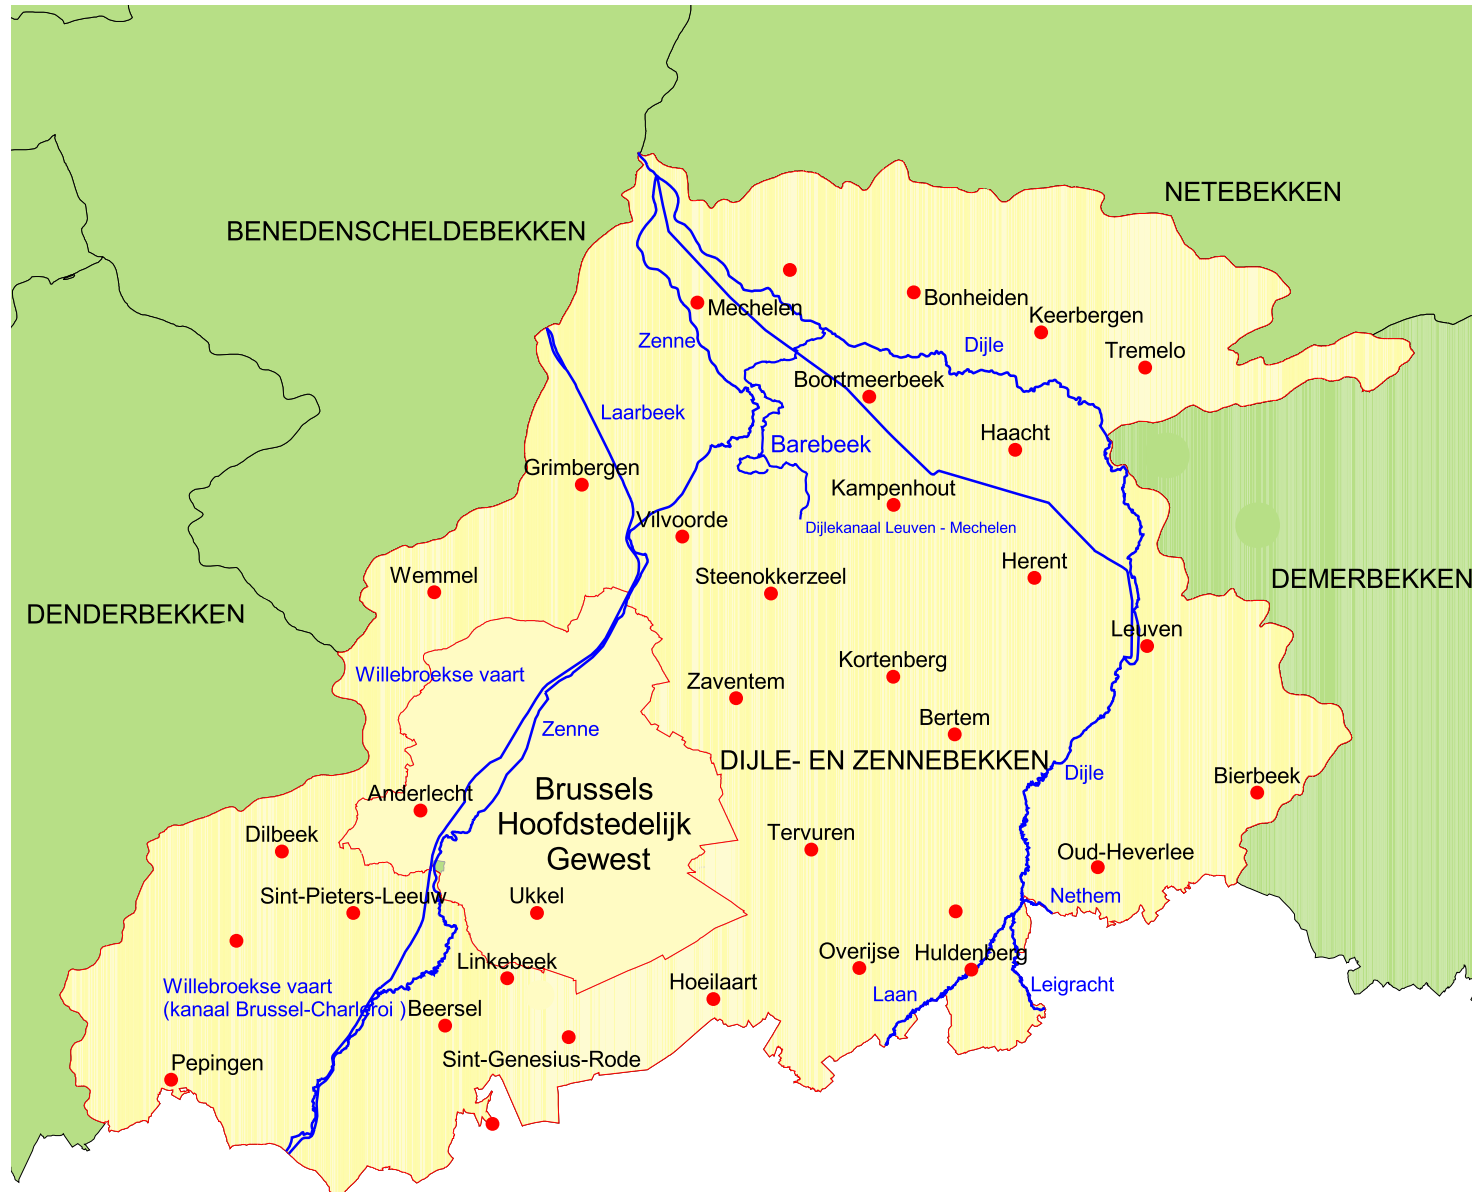 NETEBEKKEN
BENEDENSCHELDEBEKKEN
Bonheiden
Mechelen
Keerbergen
Zenne
Dijle
Tremelo
Boortmeerbeek
Laarbeek
Haacht
Barebeek
Grimbergen
Kampenhout
Vilvoorde
Dijlekanaal Leuven - Mechelen
Herent
Wemmel
Steenokkerzeel
DEMERBEKKEN
DENDERBEKKEN
Leuven
Kortenberg
Willebroekse vaart
Zaventem
Bertem
Zenne
DIJLE- EN ZENNEBEKKEN
Dijle
Bierbeek
Brussels
Hoofdstedelijk
Gewest
Anderlecht
Dilbeek
Tervuren
Oud-Heverlee
Sint-Pieters-Leeuw
Ukkel
Nethem
Overijse
Huldenberg
Linkebeek
Hoeilaart
Leigracht
Laan
Willebroekse vaart
(kanaal Brussel-Charleroi )
Beersel
Sint-Genesius-Rode
Pepingen